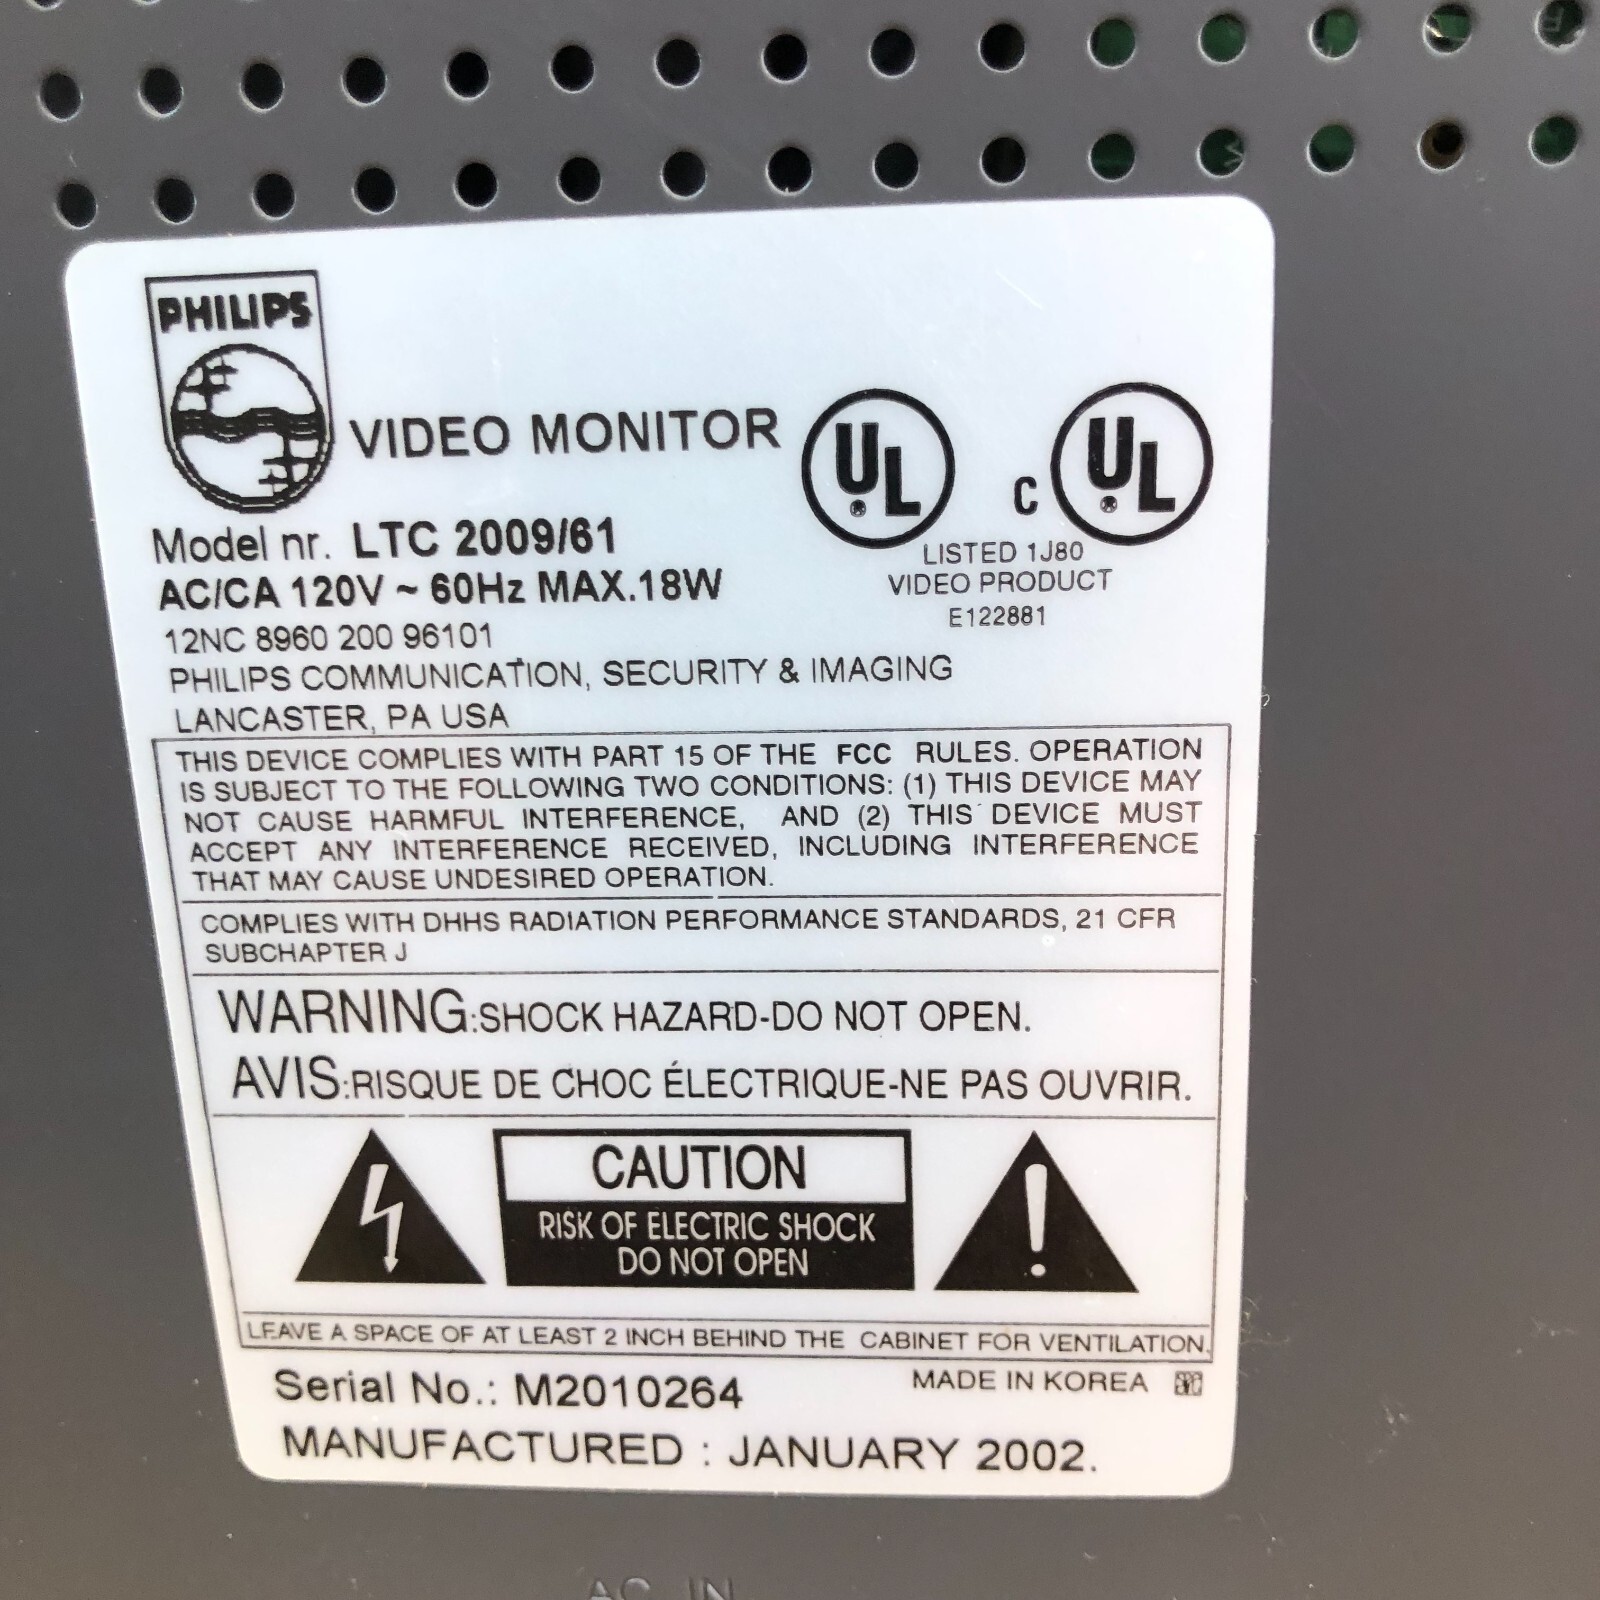 PHILIPS
VIDEO MONITOR
UL
C UL
LISTED 1J80
VIDEO PRODUCT
E122881
Model nr. LTC 2009/61
AC/CA 120V ~ 60Hz MAX.18W
12NC 8960 200 96101
PHILIPS COMMUNICATION, SECURITY & IMAGING
LANCASTER, PA USA
THIS DEVICE COMPLIES WITH PART 15 OF THE FCC RULES. OPERATION
IS SUBJECT TO THE FOLLOWING TWO CONDITIONS: (1) THIS DEVICE MAY
NOT CAUSE HARMFUL INTERFERENCE, AND (2) THIS DEVICE MUST
ACCEPT ANY INTERFERENCE RECEIVED, INCLUDING INTERFERENCE
THAT MAY CAUSE UNDESIRED OPERATION.
COMPLIES WITH DHHS RADIATION PERFORMANCE STANDARDS, 21 CFR
SUBCHAPTER J
WARNING:SHOCK HAZARD-DO NOT OPEN.
AVIS:RISQUE DE CHOC ÉLECTRIQUE-NE PAS OUVRIR.
CAUTION
RISK OF ELECTRIC SHOCK
DO NOT OPEN
LEAVE A SPACE OF AT LEAST 2 INCH BEHIND THE CABINET FOR VENTILATION.
Serial No.: M2010264
MADE IN KOREA
MANUFACTURED : JANUARY 2002.
AC IN